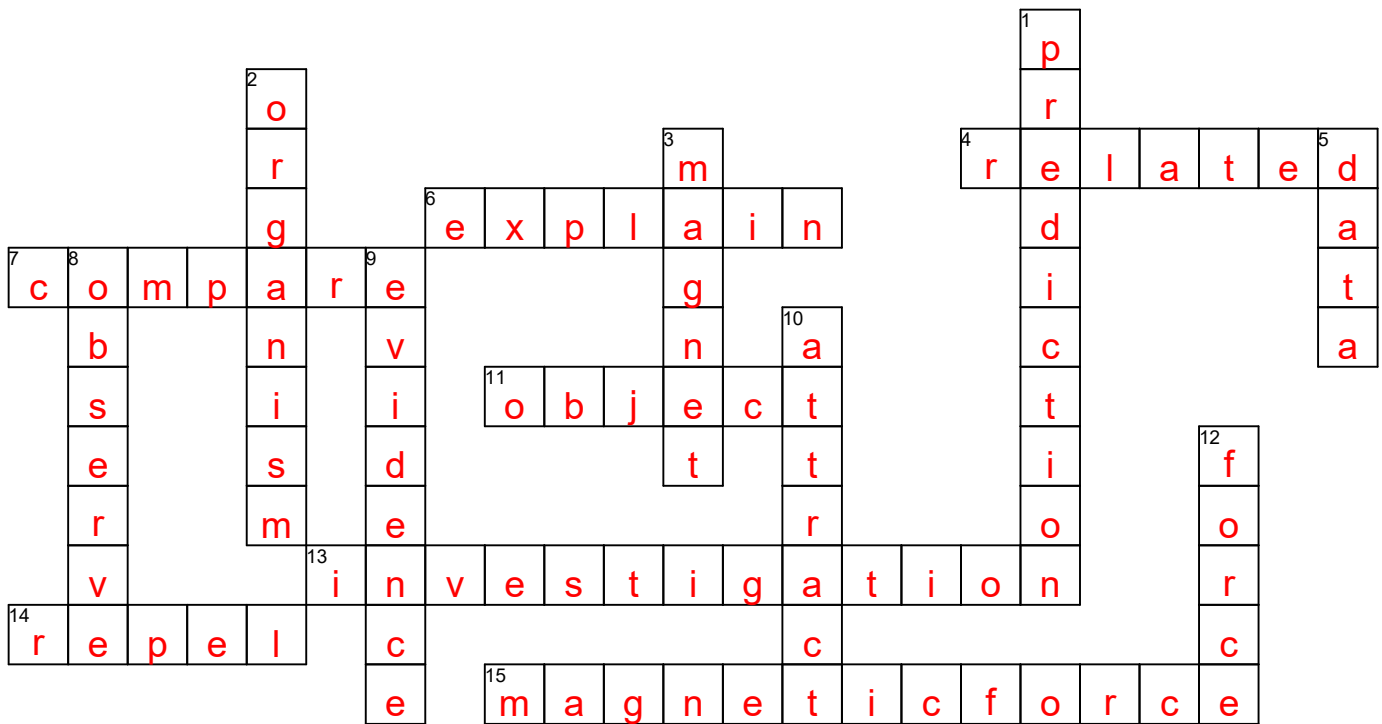 1 p
2 o r
r 3 m 4 r e l a t e 5 d
g 6 e x p l a i n d a
7 c 8 o m p a r 9 e g i t
b n v n 10 a c a
s i i 11 o b j e c t t
e s d t t i 12 f
r m e r o o
v 13 i n v e s t i g a t i o n r
14 r e p e l c c c
e 15 m a g n e t i c f o r c e